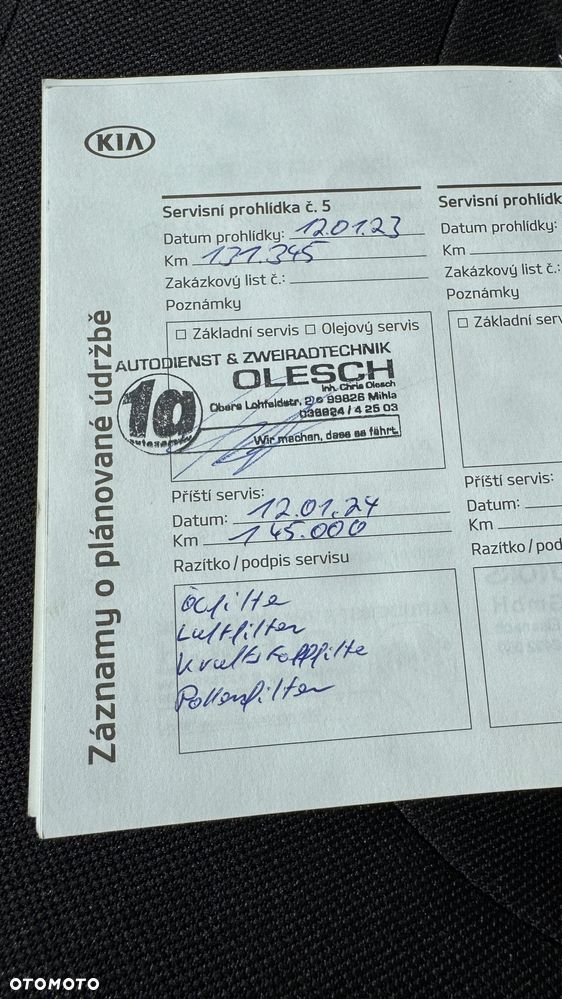 KIA
Záznamy o plánované údržbě
Servisní prohlídka č. 5
Datum prohlídky: 12.01.23
Km 131.345
Zakázkový list č.:
Poznámky
Základní servis Olejový servis
AUTODIENST & ZWEIRADTECHNIK
OLESCH
Inh. Chris Olesch
1a
autoservice
Obere Lohfeldstr. 2 99826 Mihla
036924 / 4 25 03
Wir machen, dass es fährt.
Příští servis:
Datum: 12.01.24
Km 145.000
Razítko / podpis servisu
Ölfilter
Luftfilter
Kraftstofffilter
Pollenfilter
Servisní prohlídk
Datum prohlídky:
Km
Zakázkový list č.:
Poznámky
Základní serv
Příští servis:
Datum:
Km
Razítko / pod
OTOMOTO